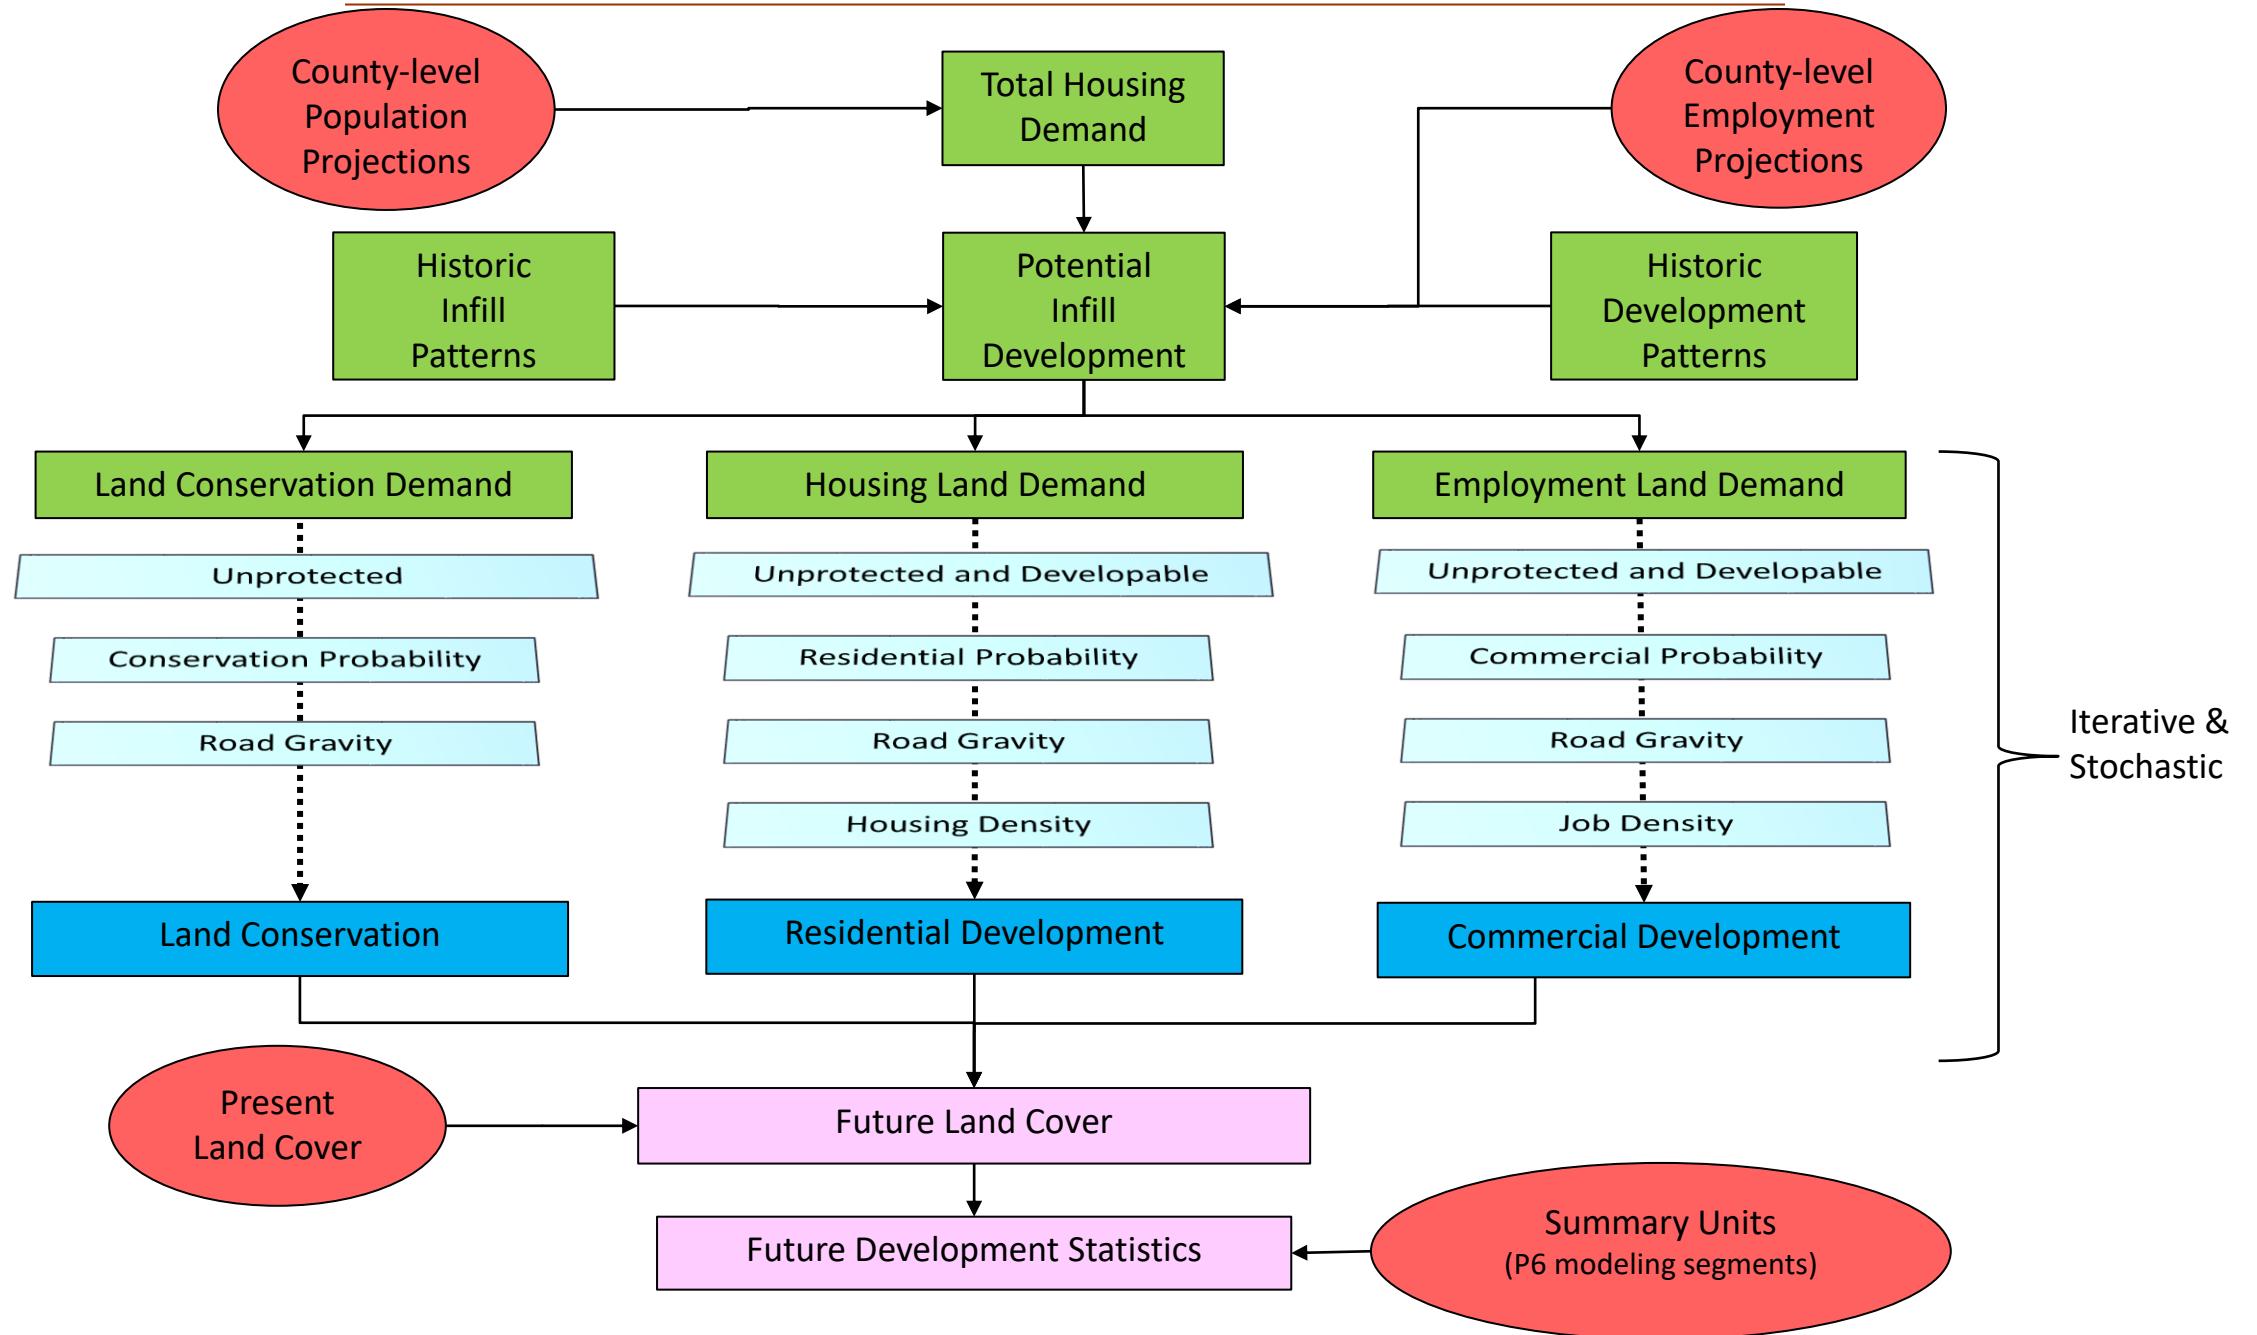 County-level
Population
Projections
Total Housing
Demand
County-level
Employment
Projections
Historic
Infill
Patterns
Potential
Infill
Development
Historic
Development
Patterns
Land Conservation Demand
Housing Land Demand
Employment Land Demand
Unprotected
Unprotected and Developable
Unprotected and Developable
Conservation Probability
Residential Probability
Commercial Probability
Road Gravity
Road Gravity
Road Gravity
Housing Density
Job Density
Iterative &
Stochastic
Land Conservation
Residential Development
Commercial Development
Present
Land Cover
Future Land Cover
Future Development Statistics
Summary Units
(P6 modeling segments)